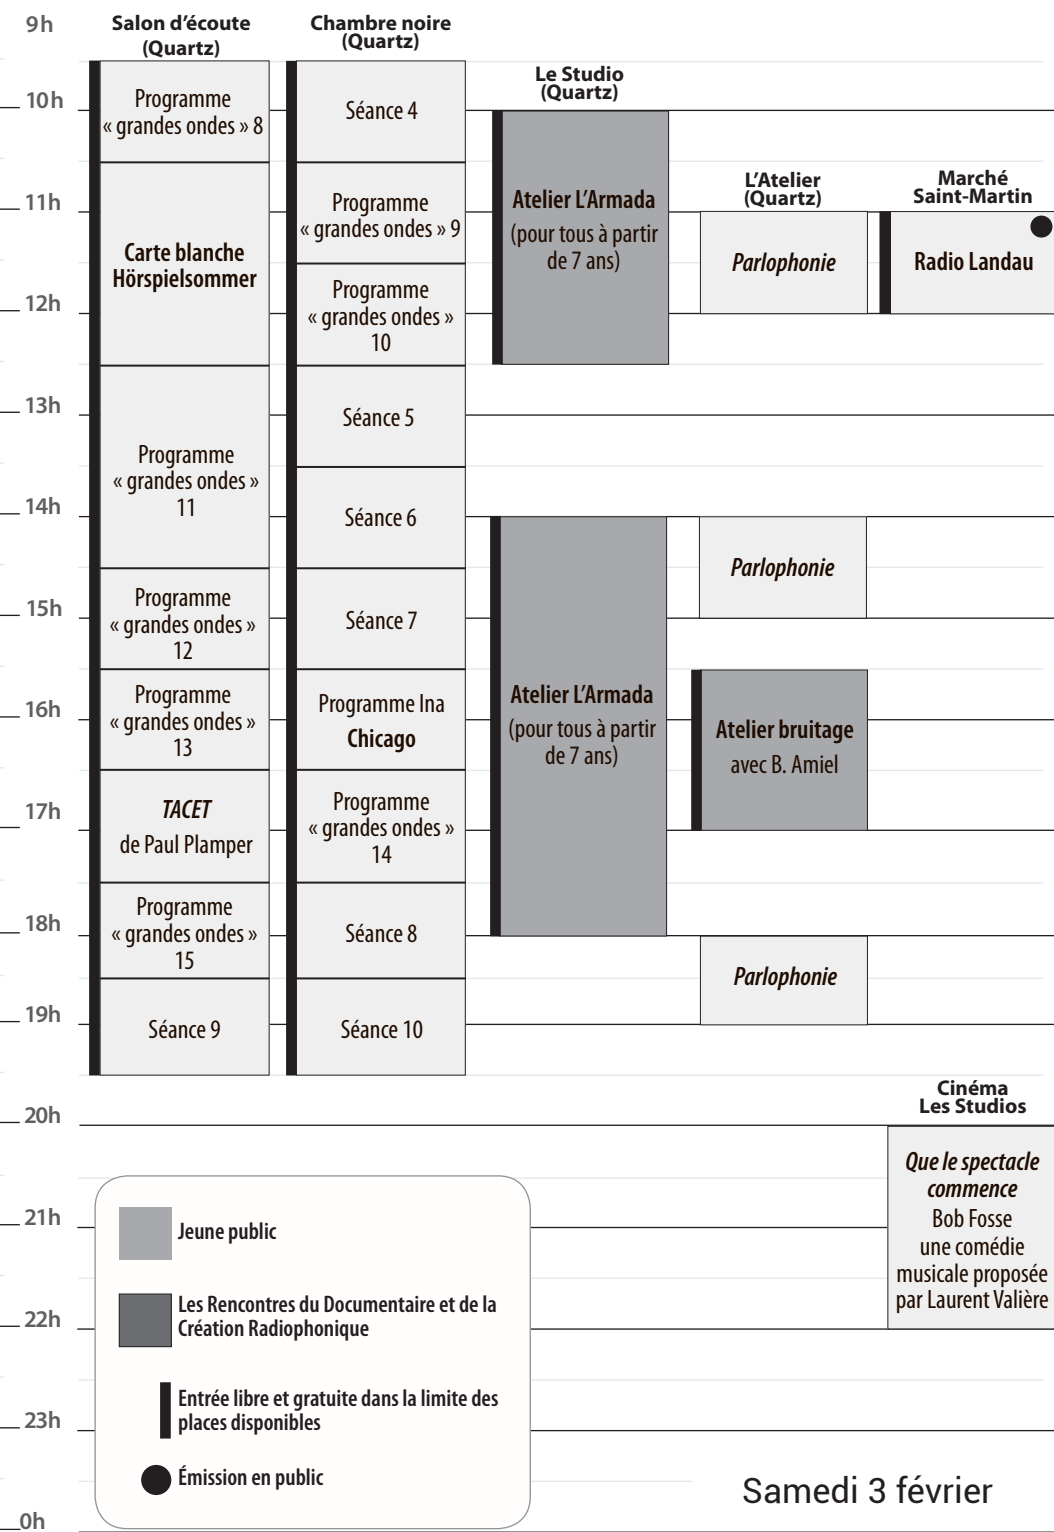 9h
10h
11h
12h
13h
14h
15h
16h
17h
18h
19h
20h
21h
22h
23h
0h
Salon d’écoute
(Quartz)
Programme
« grandes ondes » 8
Carte blanche
Hörspielsommer
Programme
« grandes ondes »
11
Programme
« grandes ondes »
12
Programme
« grandes ondes »
13
TACET
de Paul Plamper
Programme
« grandes ondes »
15
Séance 9
Chambre noire
(Quartz)
Séance 4
Programme
« grandes ondes » 9
Programme
« grandes ondes »
10
Séance 5
Séance 6
Séance 7
Programme Ina
Chicago
Programme
« grandes ondes »
14
Séance 8
Séance 10
Le Studio
(Quartz)
Atelier L’Armada
(pour tous à partir
de 7 ans)
Atelier L’Armada
(pour tous à partir
de 7 ans)
L’Atelier
(Quartz)
Parlophonie
Parlophonie
Atelier bruitage
avec B. Amiel
Parlophonie
Marché
Saint-Martin
Radio Landau
Cinéma
Les Studios
Que le spectacle
commence
Bob Fosse
une comédie
musicale proposée
par Laurent Valière
Jeune public
Les Rencontres du Documentaire et de la
Création Radiophonique
Entrée libre et gratuite dans la limite des
places disponibles
Émission en public
Samedi 3 février